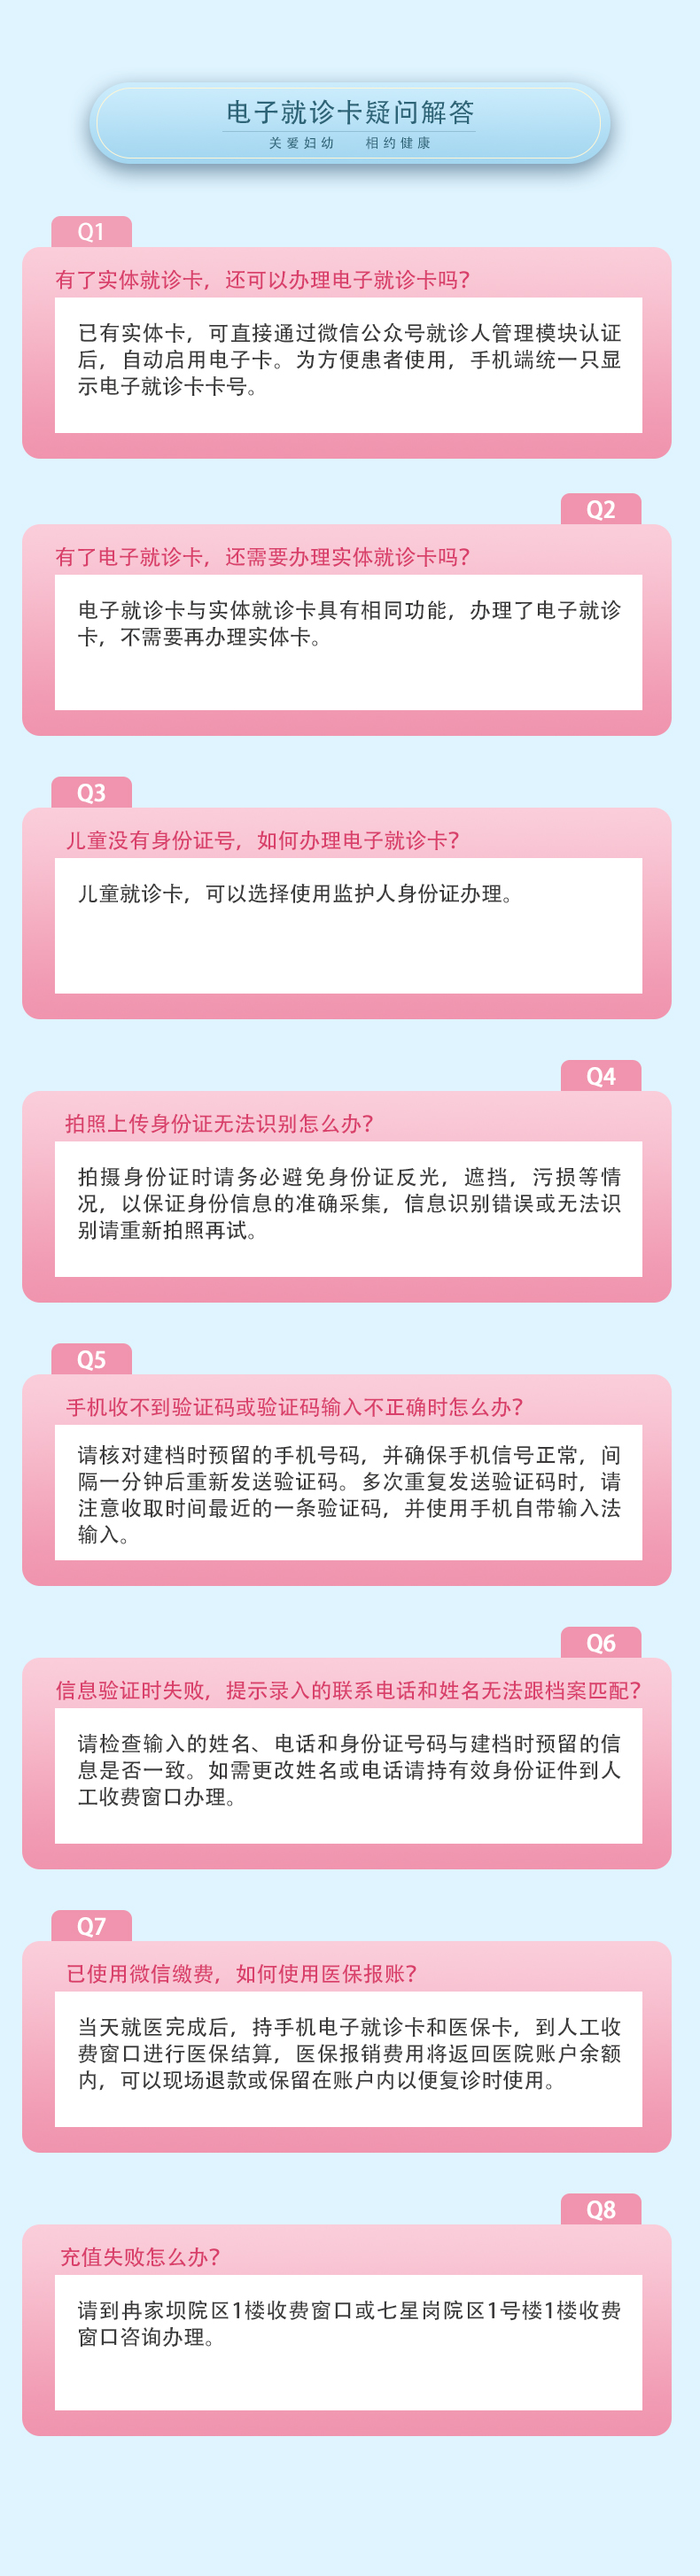 电子就诊卡疑问解答
关爱妇幼 相约健康
Q1
有了实体就诊卡，还可以办理电子就诊卡吗？
已有实体卡，可直接通过微信公众号就诊人管理模块认证
后，自动启用电子卡。为方便患者使用，手机端统一只显
示电子就诊卡卡号。
Q2
有了电子就诊卡，还需要办理实体就诊卡吗？
电子就诊卡与实体就诊卡具有相同功能，办理了电子就诊
卡，不需要再办理实体卡。
Q3
儿童没有身份证号，如何办理电子就诊卡？
儿童就诊卡，可以选择使用监护人身份证办理。
Q4
拍照上传身份证无法识别怎么办？
拍摄身份证时请务必避免身份证反光，遮挡，污损等情
况，以保证身份信息的准确采集，信息识别错误或无法识
别请重新拍照再试。
Q5
手机收不到验证码或验证码输入不正确时怎么办？
请核对建档时预留的手机号码，并确保手机信号正常，间
隔一分钟后重新发送验证码。多次重复发送验证码时，请
注意收取时间最近的一条验证码，并使用手机自带输入法
输入。
Q6
信息验证时失败，提示录入的联系电话和姓名无法跟档案匹配？
请检查输入的姓名、电话和身份证号码与建档时预留的信
息是否一致。如需更改姓名或电话请持有效身份证件到人
工收费窗口办理。
Q7
已使用微信缴费，如何使用医保报账？
当天就医完成后，持手机电子就诊卡和医保卡，到人工收
费窗口进行医保结算，医保报销费用将返回医院账户余额
内，可以现场退款或保留在账户内以便复诊时使用。
Q8
充值失败怎么办？
请到冉家坝院区1楼收费窗口或七星岗院区1号楼1楼收费
窗口咨询办理。